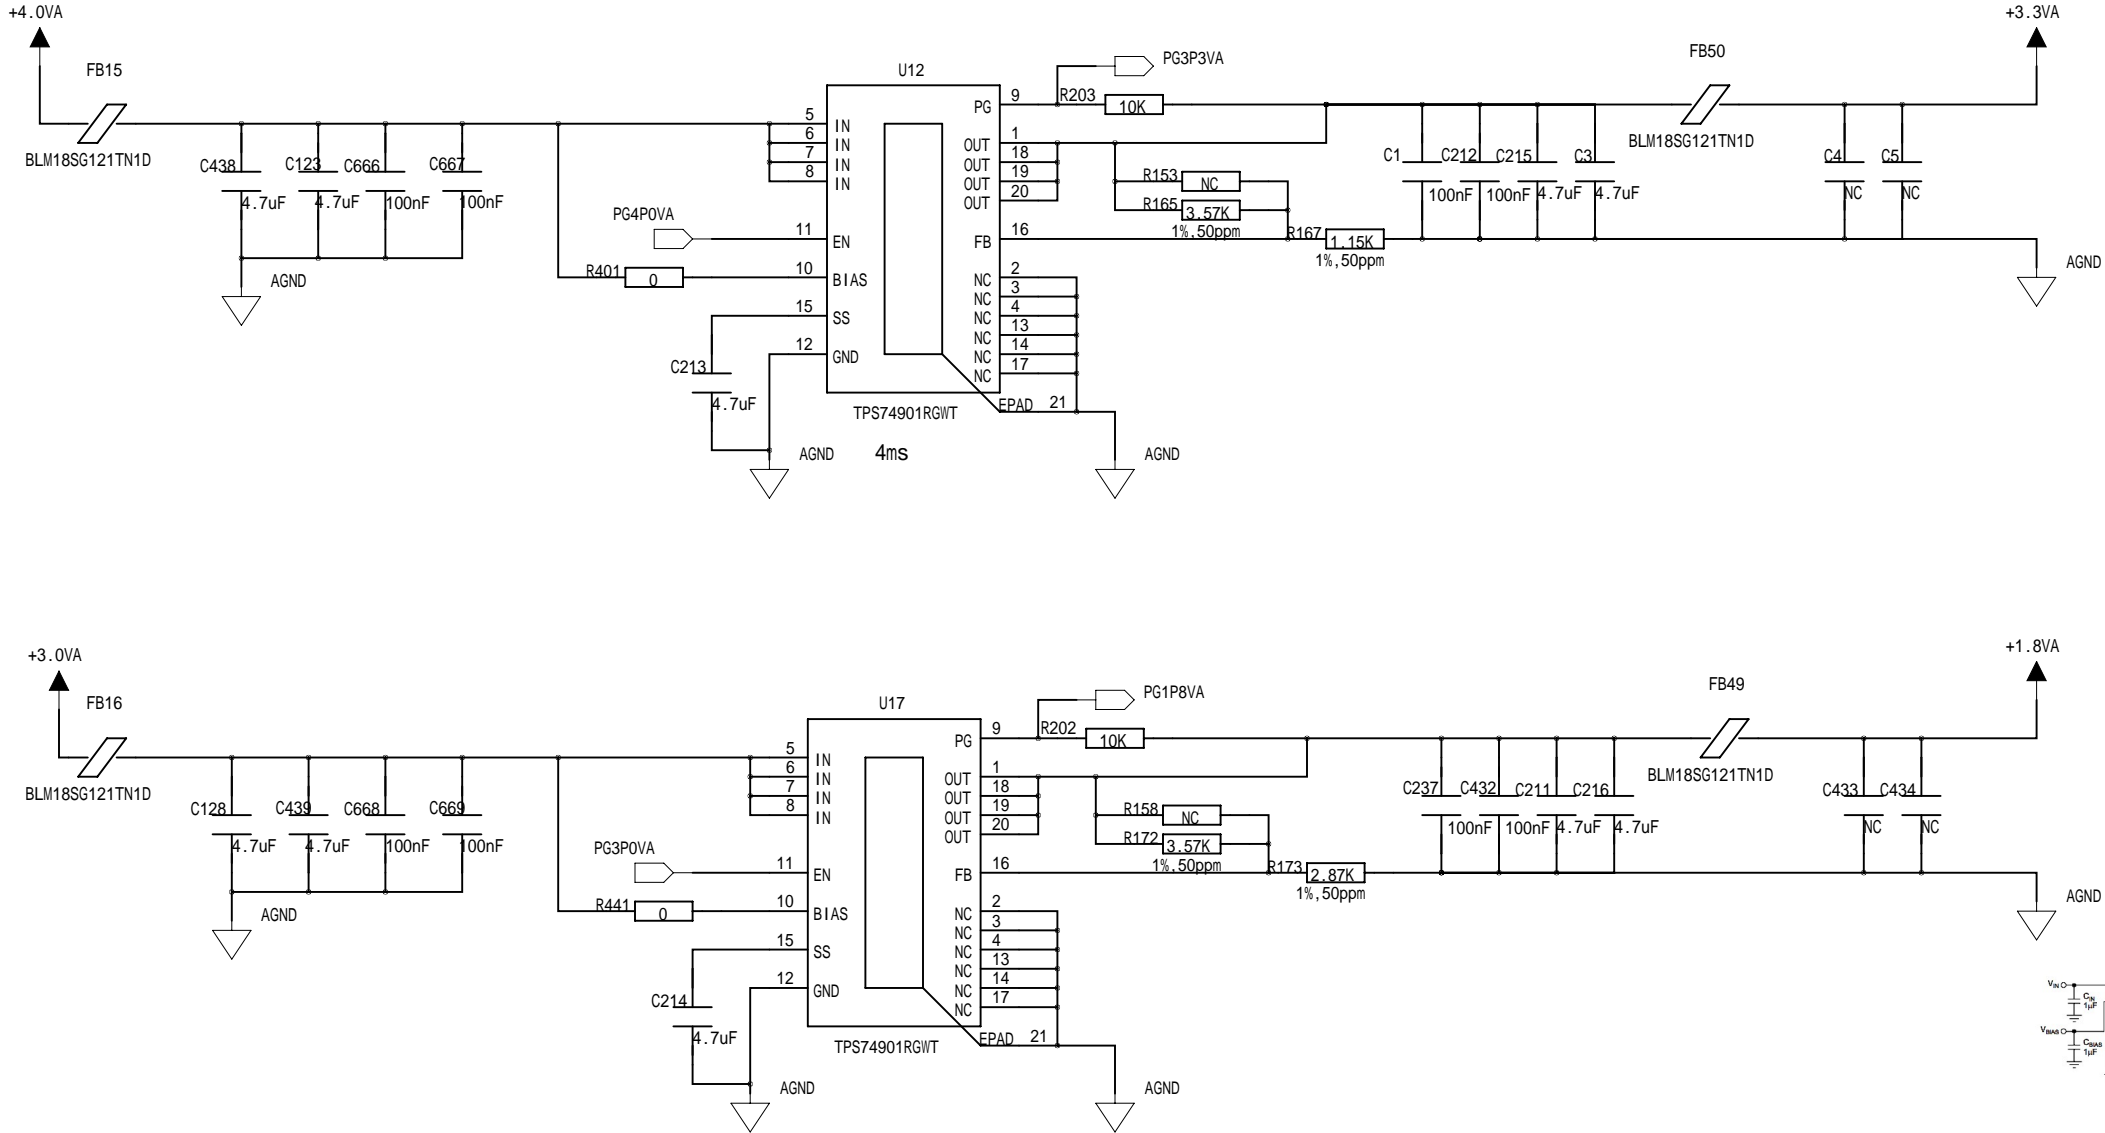 +4.0VA
+3.3VA
FB15
U12
PG3P3VA
FB50
R203
10K
PG
9
BLM18SG121TN1D
5
IN
6
IN
7
IN
8
IN
1
OUT
18
OUT
19
OUT
20
OUT
BLM18SG121TN1D
C438
4.7uF
C123
4.7uF
C666
100nF
C667
100nF
R153
NC
R165
3.57K
1%,50ppm
C1
100nF
C212
100nF
C215
4.7uF
C3
4.7uF
C4
NC
C5
NC
PG4P0VA
11
EN
FB
16
R167
1.15K
1%,50ppm
AGND
AGND
R401
0
10
BIAS
15
SS
12
GND
NC
2
NC
3
NC
4
NC
13
NC
14
NC
17
C213
4.7uF
TPS74901RGWT
EPAD
21
AGND
4ms
AGND
+3.0VA
+1.8VA
FB16
U17
PG1P8VA
FB49
R202
10K
PG
9
BLM18SG121TN1D
5
IN
6
IN
7
IN
8
IN
1
OUT
18
OUT
19
OUT
20
OUT
BLM18SG121TN1D
C128
4.7uF
C439
4.7uF
C668
100nF
C669
100nF
R158
NC
R172
3.57K
1%,50ppm
C237
100nF
C432
100nF
C211
4.7uF
C216
4.7uF
C433
NC
C434
NC
PG3P0VA
11
EN
FB
16
R173
2.87K
1%,50ppm
AGND
AGND
R441
0
10
BIAS
15
SS
12
GND
NC
2
NC
3
NC
4
NC
13
NC
14
NC
17
C214
4.7uF
TPS74901RGWT
EPAD
21
AGND
AGND
VIN
CIN
1µF
VBIAS
CBIAS
1µF